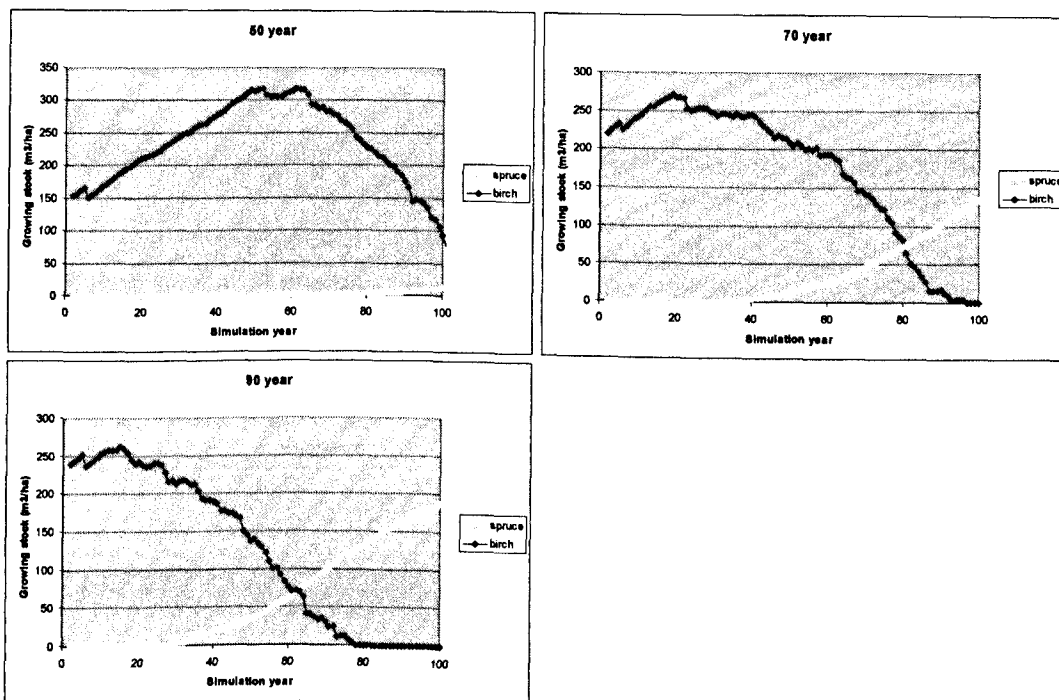 50 year
Growing stock (m3/ha)
350
300
250
200
150
100
50
0
0 20 40 60 80 100
Simulation year
spruce
birch
70 year
Growing stock (m3/ha)
300
250
200
150
100
50
0
0 20 40 60 80 100
Simulation year
spruce
birch
90 year
Growing stock (m3/ha)
300
250
200
150
100
50
0
0 20 40 60 80 100
Simulation year
spruce
birch